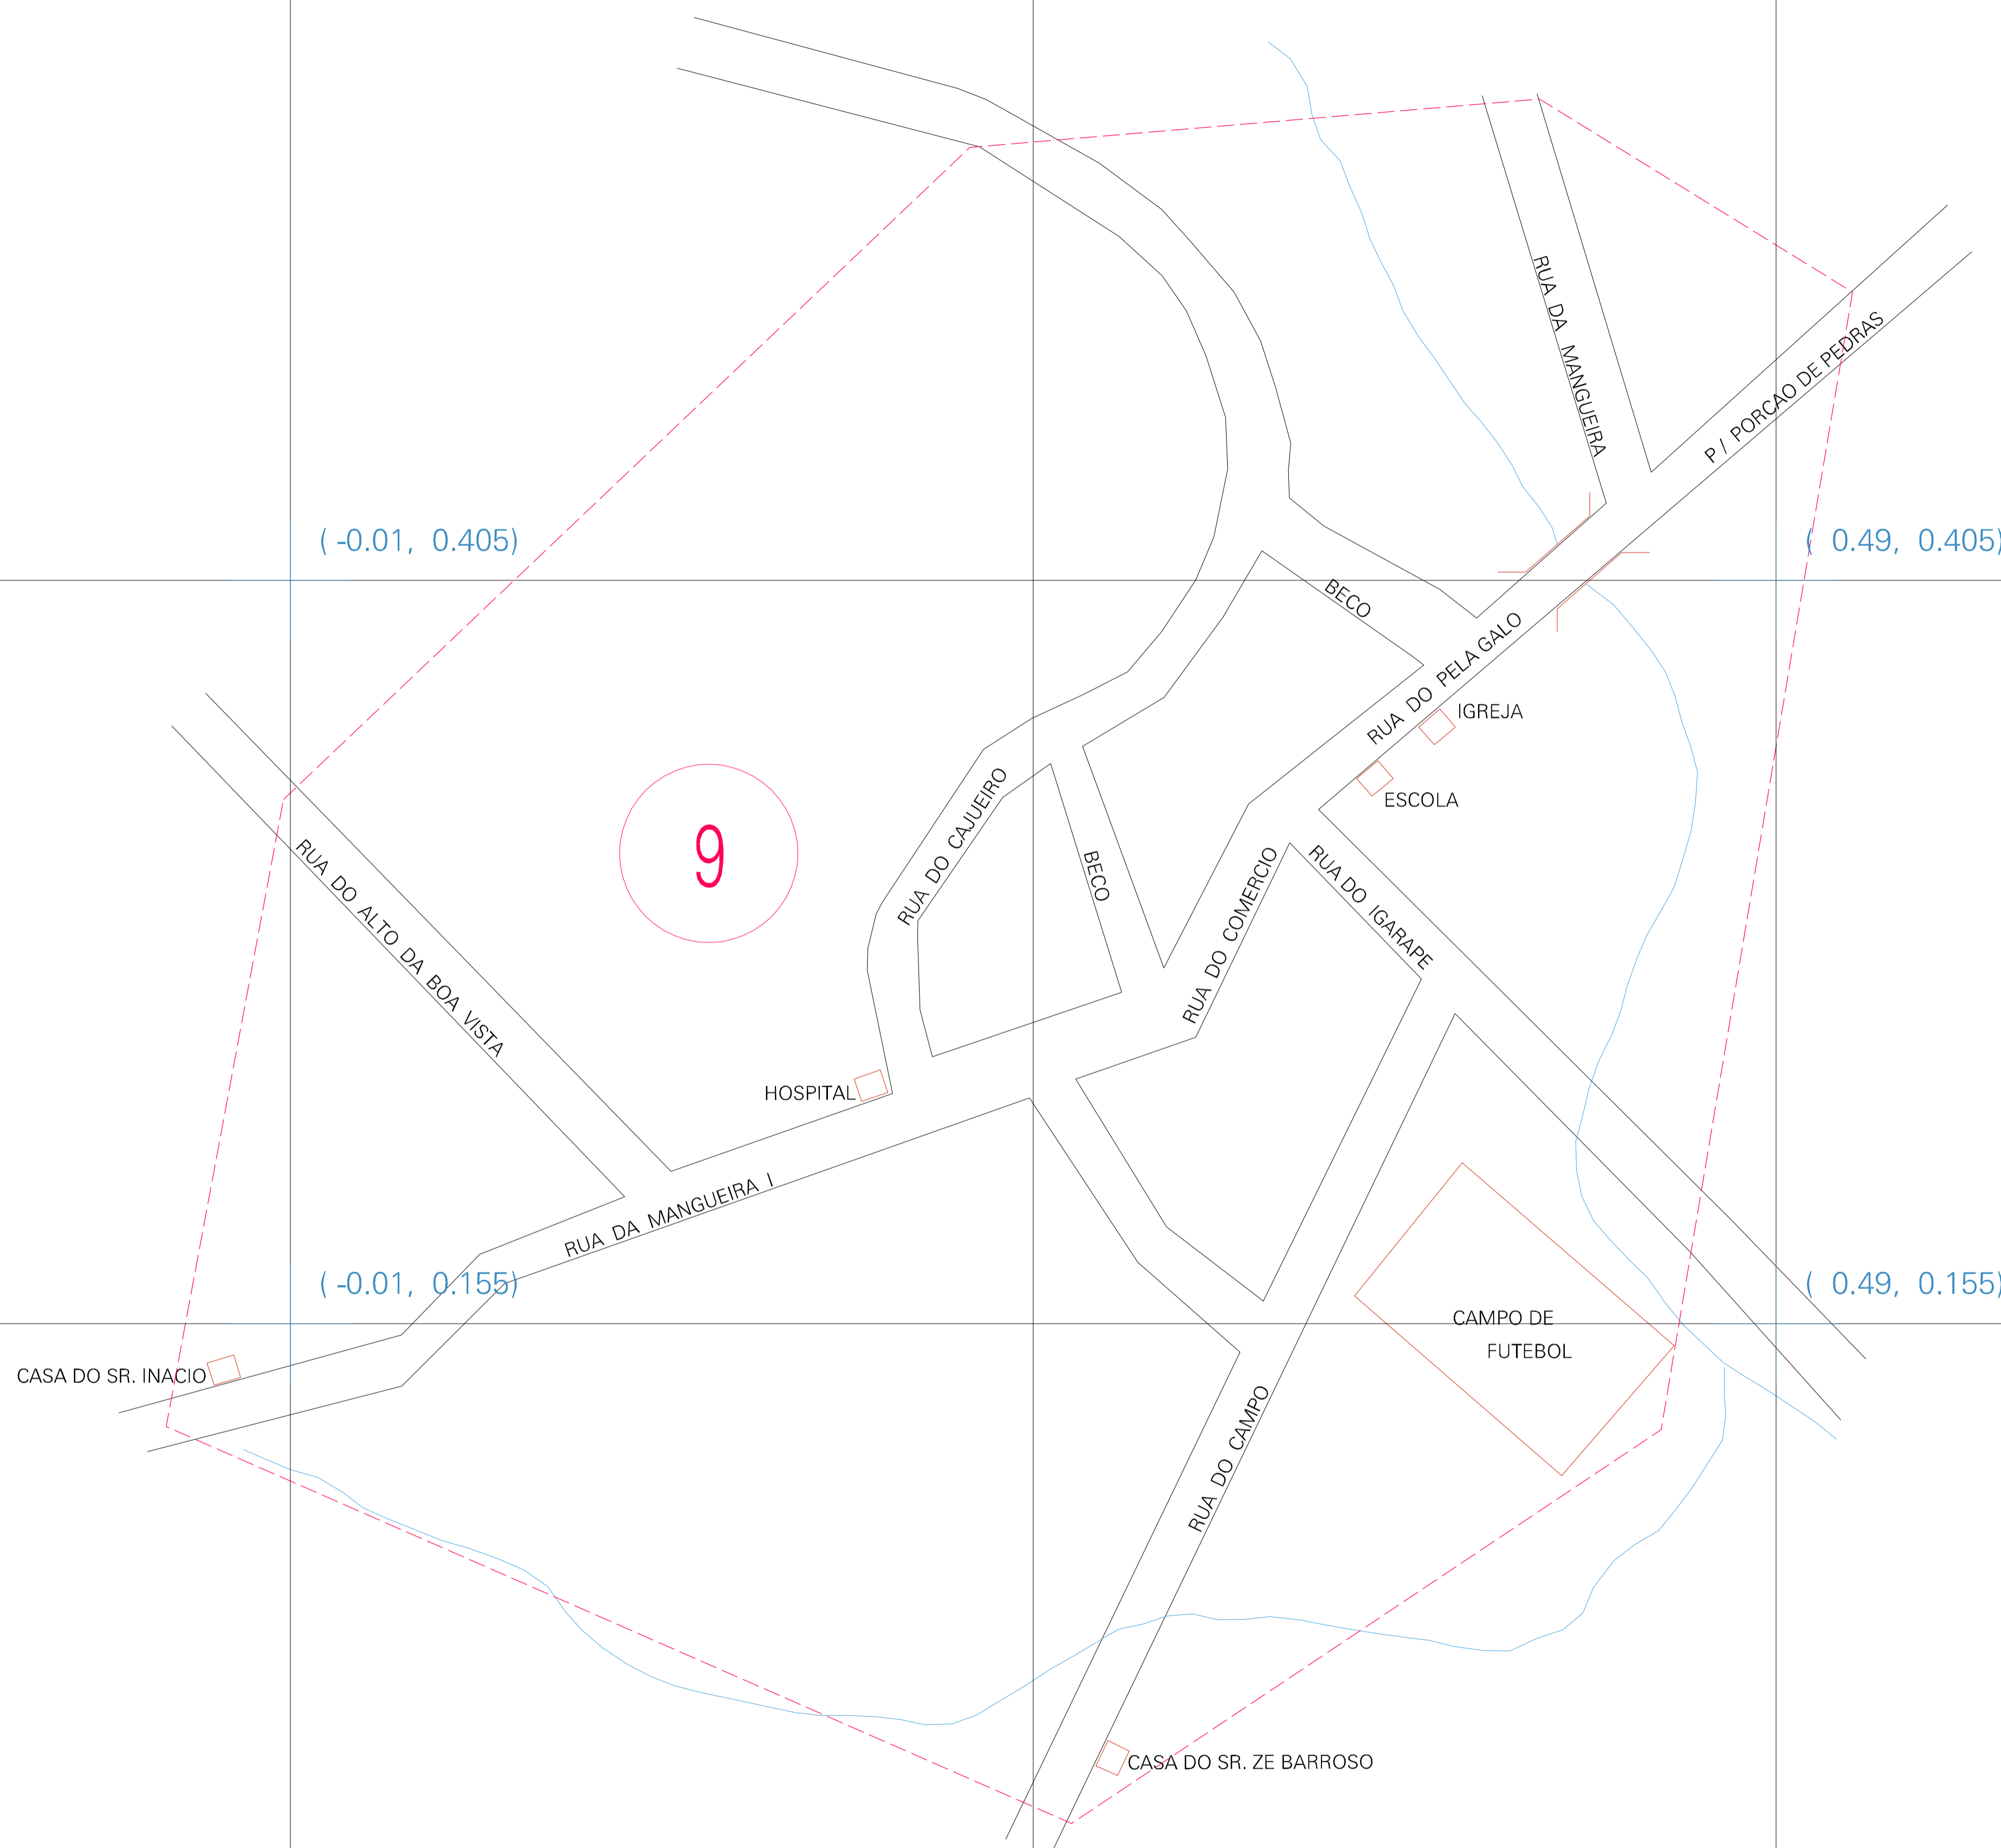 RUA DA MANGUEIRA
P / PORCAO DE PEDRAS
( -0.01, 0.405)
( 0.49, 0.405)
BECO
RUA DO PELA GALO
IGREJA
ESCOLA
RUA DO CAJUEIRO
9
BECO
RUA DO COMERCIO
RUA DO IGARAPE
RUA DO ALTO DA BOA VISTA
HOSPITAL
RUA DA MANGUEIRA I
( -0.01, 0.155)
( 0.49, 0.155)
CAMPO DE
FUTEBOL
CASA DO SR. INACIO
RUA DO CAMPO
CASA DO SR. ZE BARROSO